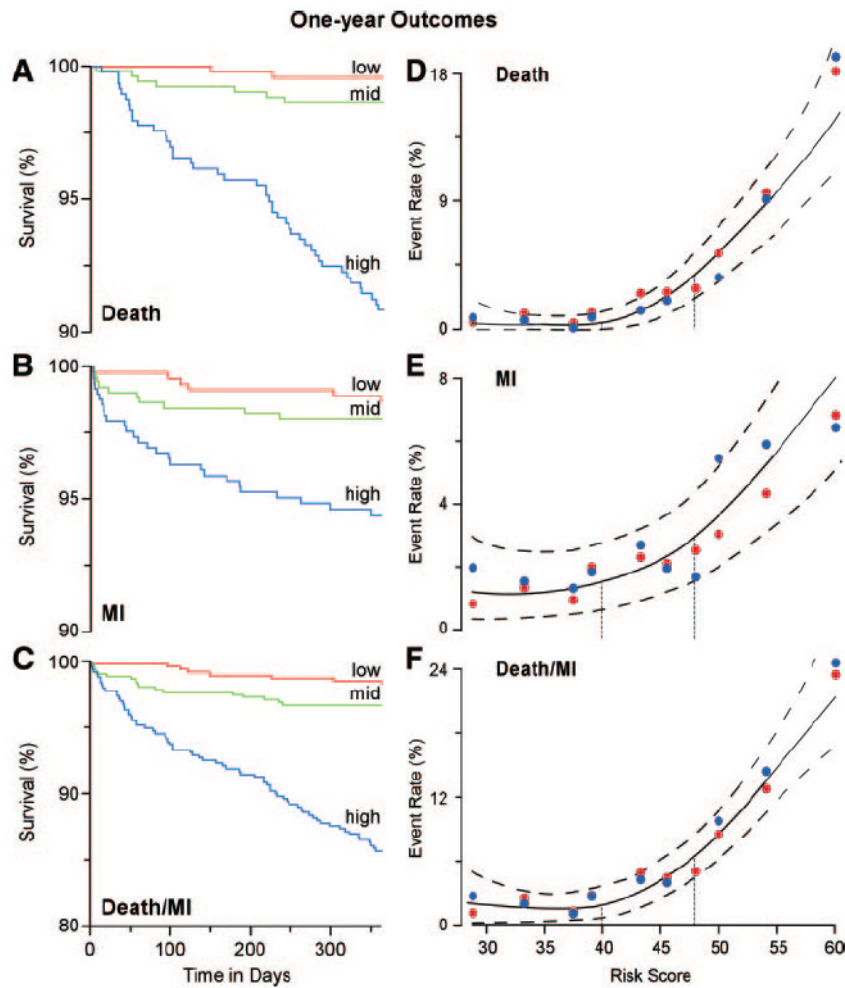 One-year Outcomes
A
100
95
90
Survival (%)
low
mid
high
Death
B
100
95
90
Survival (%)
low
mid
high
MI
C
100
90
80
Survival (%)
low
mid
high
Death/MI
0 100 200 300
Time in Days
D
Death
18
9
0
Event Rate (%)
E
MI
8
4
0
Event Rate (%)
F
Death/MI
24
12
0
Event Rate (%)
30 35 40 45 50 55 60
Risk Score